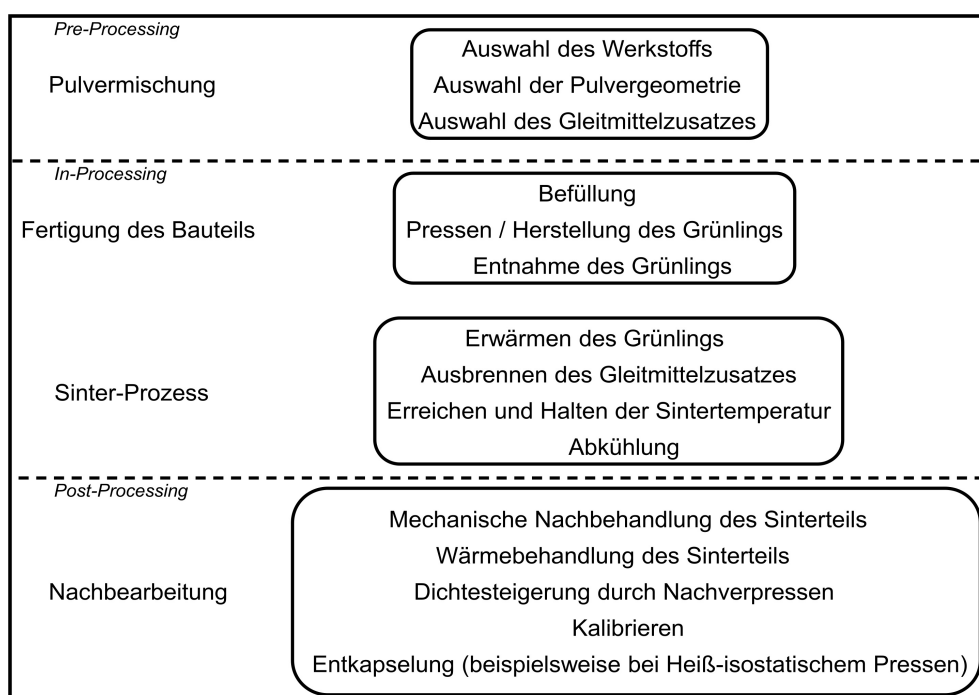 Pre-Processing
Pulvermischung
Auswahl des Werkstoffs
Auswahl der Pulvergeometrie
Auswahl des Gleitmittelzusatzes
In-Processing
Fertigung des Bauteils
Befüllung
Pressen / Herstellung des Grünlings
Entnahme des Grünlings
Sinter-Prozess
Erwärmen des Grünlings
Ausbrennen des Gleitmittelzusatzes
Erreichen und Halten der Sintertemperatur
Abkühlung
Post-Processing
Nachbearbeitung
Mechanische Nachbehandlung des Sinterteils
Wärmebehandlung des Sinterteils
Dichtesteigerung durch Nachverpressen
Kalibrieren
Entkapselung (beispielsweise bei Heiß-isostatischem Pressen)